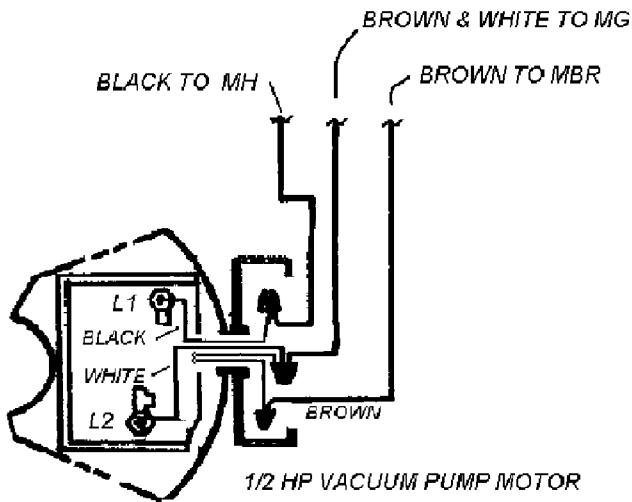 BROWN & WHITE TO MG
BLACK TO MH
BROWN TO MBR
L1
BLACK
WHITE
L2
BROWN
1/2 HP VACUUM PUMP MOTOR